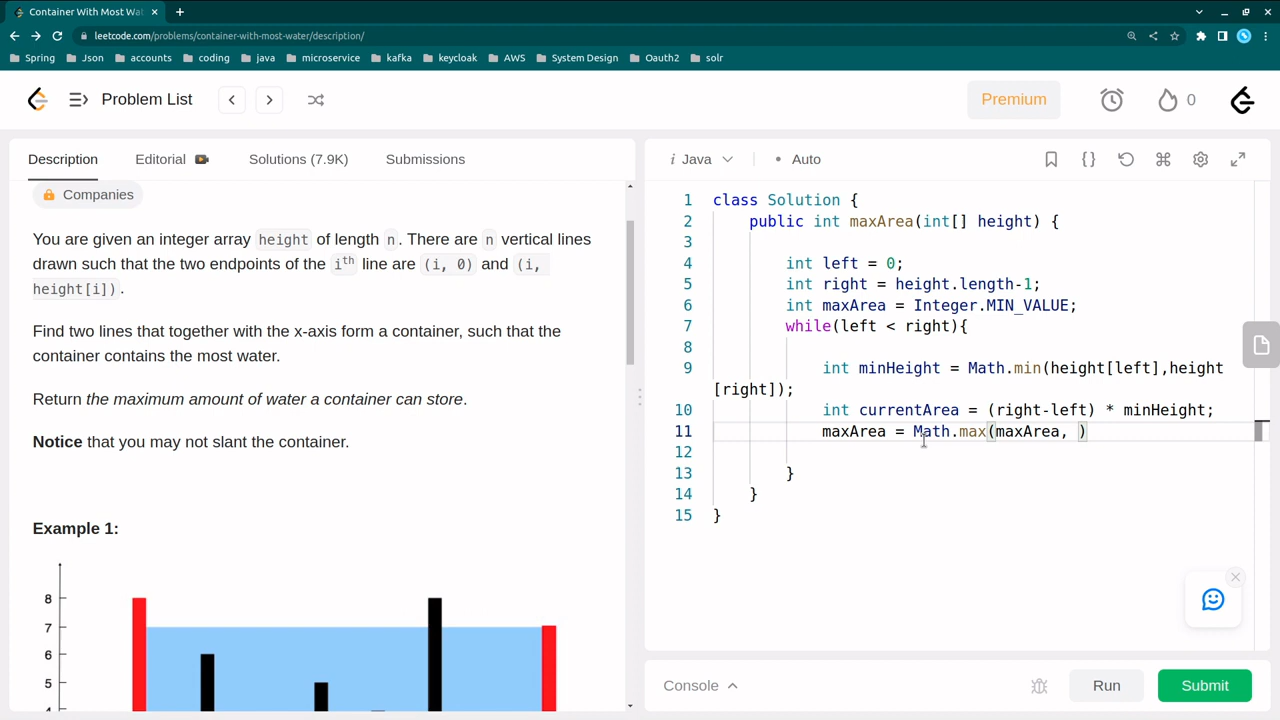 Container With Most Wat
leetcode.com/problems/container-with-most-water/description/
Spring Json accounts coding java microservice kafka keycloak AWS System Design Oauth2 solr
Problem List
Premium
0
Description Editorial Solutions (7.9K) Submissions
Companies
You are given an integer array height of length n. There are n vertical lines
drawn such that the two endpoints of the ith line are (i, 0) and (i,
height[i]).
Find two lines that together with the x-axis form a container, such that the
container contains the most water.
Return the maximum amount of water a container can store.
Notice that you may not slant the container.
Example 1:
8
7
6
5
i Java • Auto
1 class Solution {
2 public int maxArea(int[] height) {
3
4 int left = 0;
5 int right = height.length-1;
6 int maxArea = Integer.MIN_VALUE;
7 while(left < right){
8
9 int minHeight = Math.min(height[left],height
[right]);
10 int currentArea = (right-left) * minHeight;
11 maxArea = Math.max(maxArea, )
12
13 }
14 }
15 }
Console Run Submit